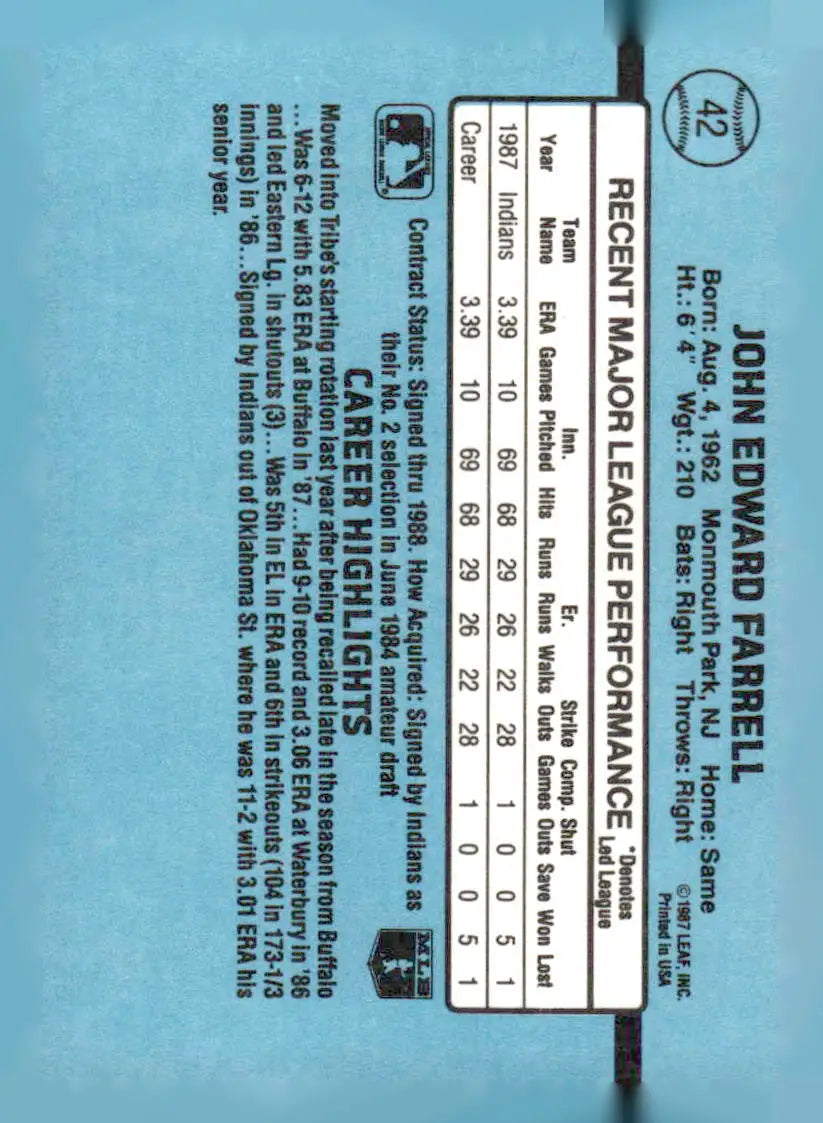 42
JOHN EDWARD FARRELL
Born: Aug. 4, 1962 Monmouth Park, NJ Home: Same
Ht.: 6' 4" Wgt.: 210 Bats: Right Throws: Right
©1987 LEAF, INC.
Printed in USA
RECENT MAJOR LEAGUE PERFORMANCE *Denotes
Led League
Team Inn. Er. Strike Comp. Shut
Year Name ERA Games Pitched Hits Runs Runs Walks Outs Games Outs Save Won Lost
1987 Indians 3.39 10 69 68 29 26 22 28 1 0 0 5 1
Career 3.39 10 69 68 29 26 22 28 1 0 0 5 1
Contract Status: Signed thru 1988. How Acquired: Signed by Indians as
their No. 2 selection in June 1984 amateur draft
MLB
CAREER HIGHLIGHTS
Moved into Tribe's starting rotation last year after being recalled late in the season from Buffalo
...Was 6-12 with 5.83 ERA at Buffalo in '87...Had 9-10 record and 3.06 ERA at Waterbury in '86
and led Eastern Lg. in shutouts (3)...Was 5th in EL in ERA and 6th in strikeouts (104 in 173-1/3
innings) in '86...Signed by Indians out of Oklahoma St. where he was 11-2 with 3.01 ERA his
senior year.